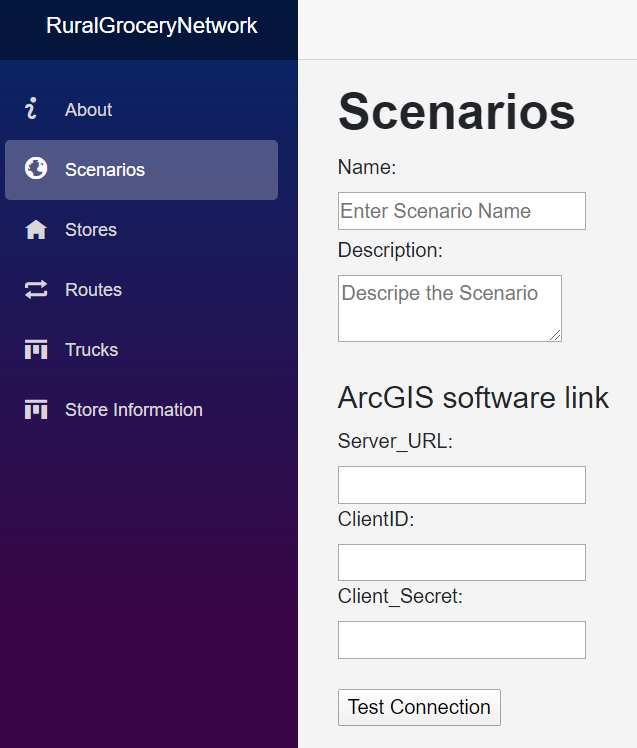 RuralGroceryNetwork
About
Scenarios
Stores
Routes
Trucks
Store Information
Scenarios
Name:
Enter Scenario Name
Description:
Descripe the Scenario
ArcGIS software link
Server_URL:
ClientID:
Client_Secret:
Test Connection